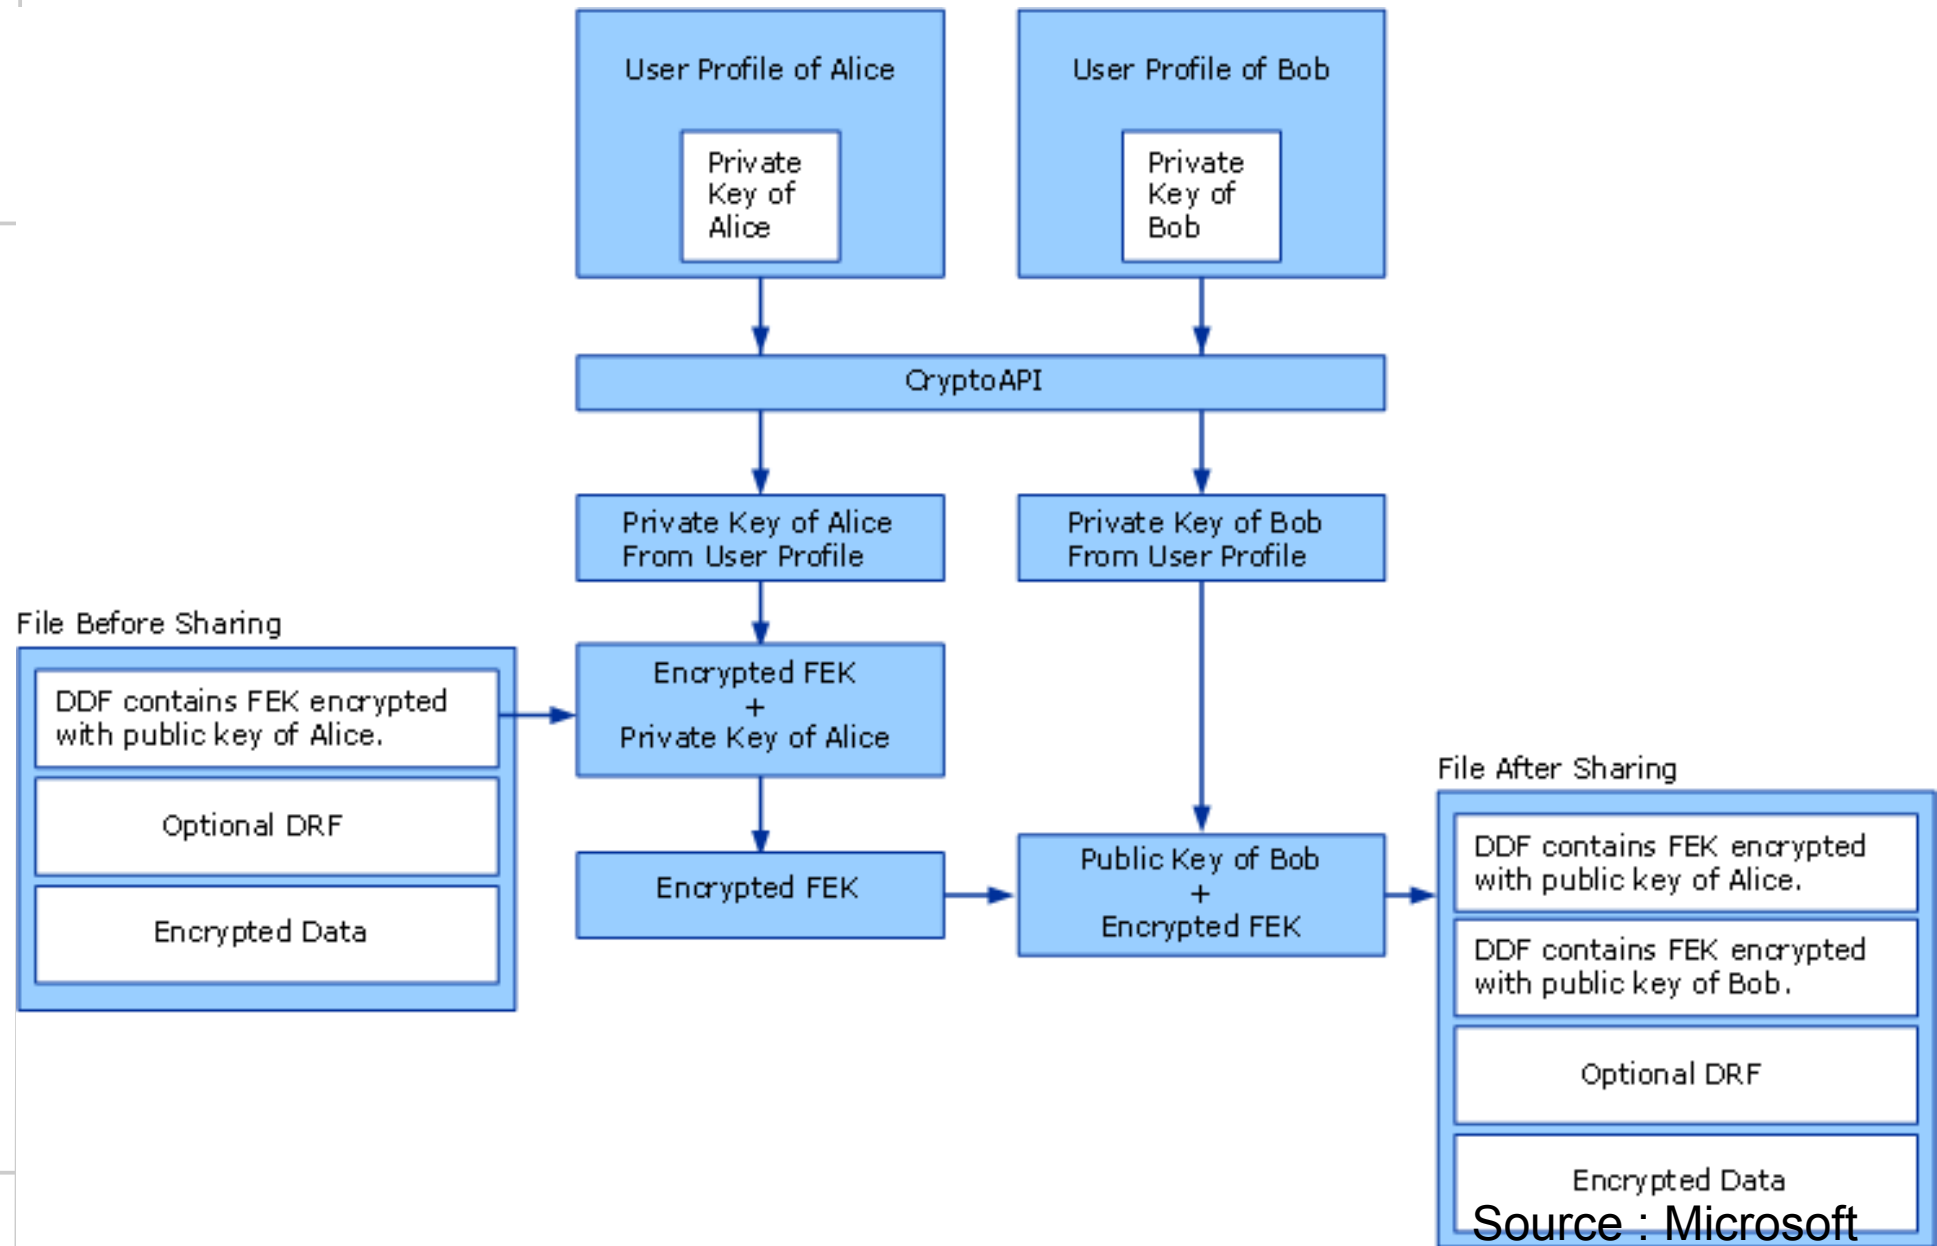 User Profile of Alice
Private
Key of
Alice
User Profile of Bob
Private
Key of
Bob
CryptoAPI
Private Key of Alice
From User Profile
Private Key of Bob
From User Profile
File Before Sharing
DDF contains FEK encrypted
with public key of Alice.
Optional DRF
Encrypted Data
Encrypted FEK
+
Private Key of Alice
Encrypted FEK
Public Key of Bob
+
Encrypted FEK
File After Sharing
DDF contains FEK encrypted
with public key of Alice.
DDF contains FEK encrypted
with public key of Bob.
Optional DRF
Encrypted Data
Source : Microsoft